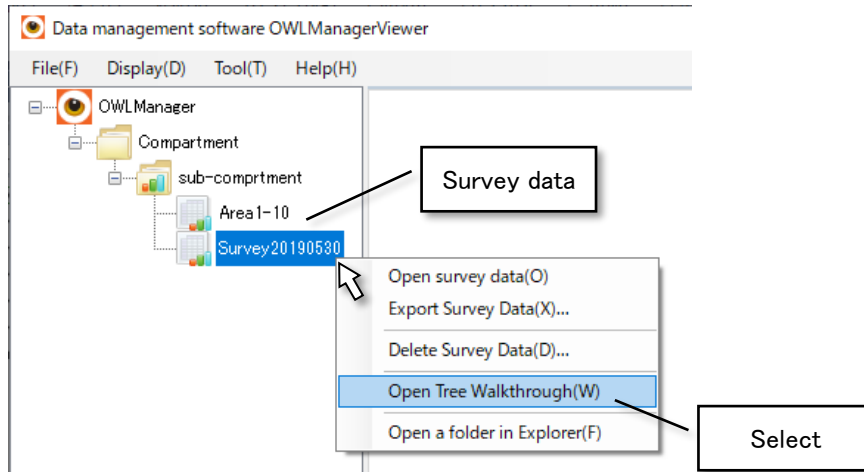 Data management software OWLManagerViewer
File(F) Display(D) Tool(T) Help(H)
OWLManager
Compartment
sub-comprtment
Area1-10
Survey20190530
Survey data
Open survey data(O)
Export Survey Data(X)...
Delete Survey Data(D)...
Open Tree Walkthrough(W)
Open a folder in Explorer(F)
Select